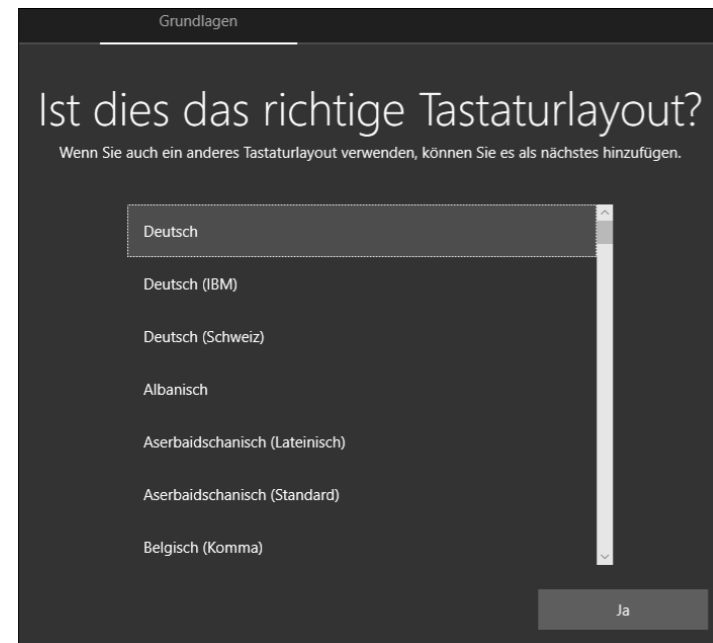 Grundlagen
Ist dies das richtige Tastaturlayout?
Wenn Sie auch ein anderes Tastaturlayout verwenden, können Sie es als nächstes hinzufügen.
Deutsch
Deutsch (IBM)
Deutsch (Schweiz)
Albanisch
Aserbaidschanisch (Lateinisch)
Aserbaidschanisch (Standard)
Belgisch (Komma)
Ja